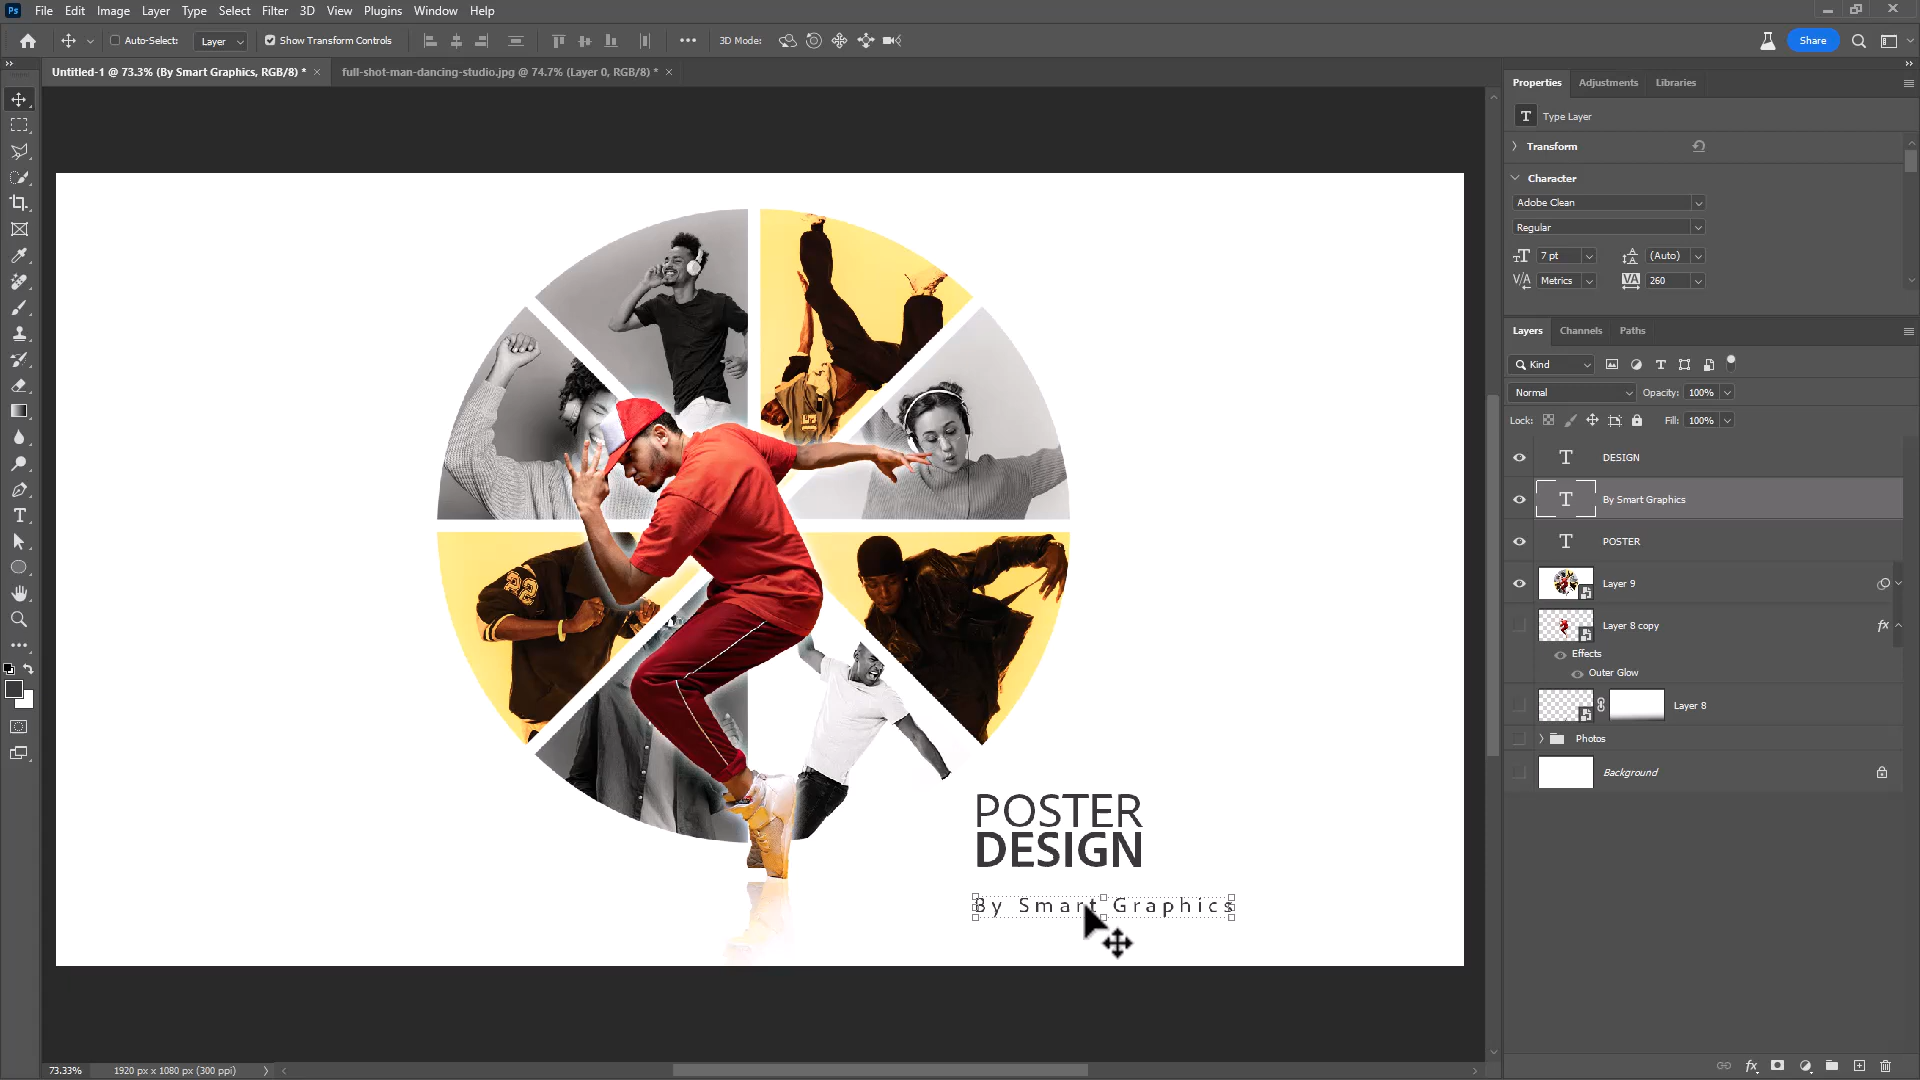 Ps File Edit Image Layer Type Select Filter 3D View Plugins Window Help
Auto-Select: Layer Show Transform Controls 3D Mode: Share
Untitled-1 @ 73.3% (By Smart Graphics, RGB/8) * × full-shot-man-dancing-studio.jpg @ 74.7% (Layer 0, RGB/8) * ×
Properties Adjustments Libraries
T Type Layer
Transform
Character
Adobe Clean
Regular
7 pt (Auto)
Metrics 260
Layers Channels Paths
Kind
Normal Opacity: 100%
Lock: Fill: 100%
DESIGN
By Smart Graphics
POSTER
Layer 9
Layer 8 copy fx
Effects
Outer Glow
Layer 8
Photos
Background
POSTER
DESIGN
By Smart Graphics
73.33% 1920 px x 1080 px (300 ppi)